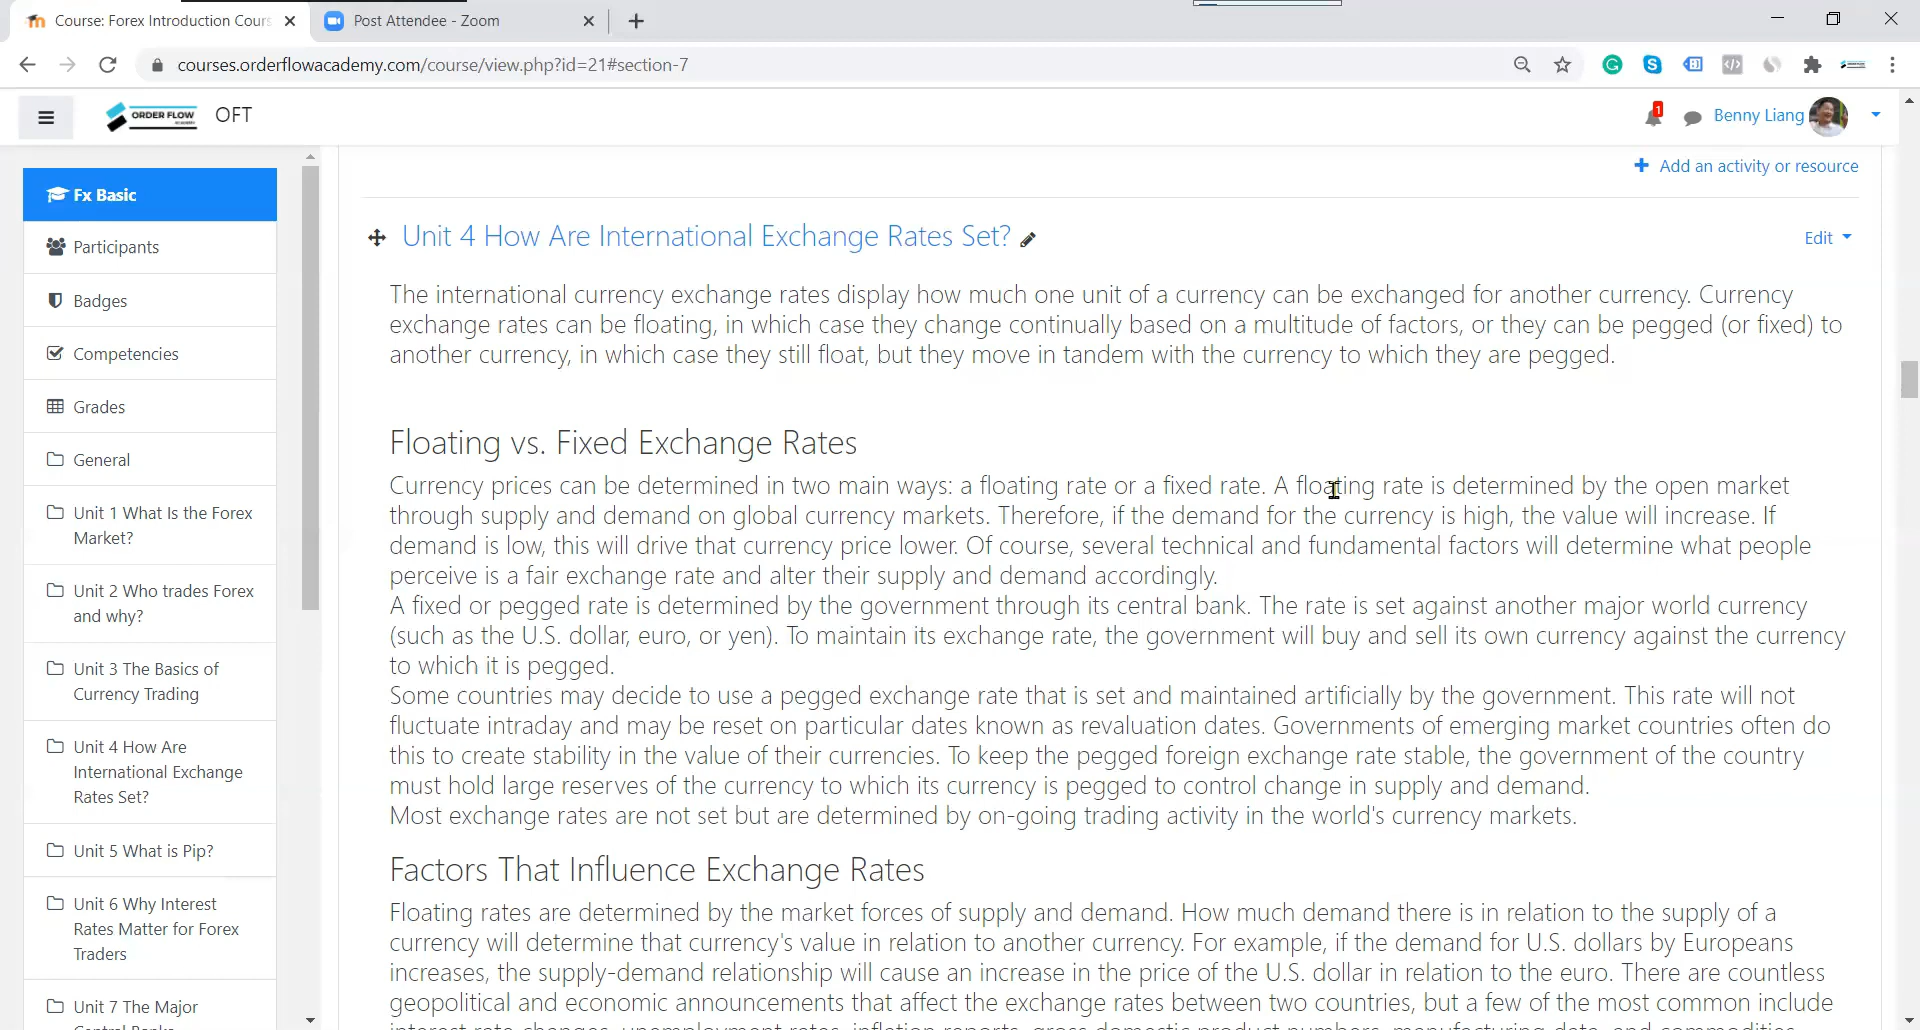 Course: Forex Introduction Cours
Post Attendee - Zoom
courses.orderflowacademy.com/course/view.php?id=21#section-7
ORDER FLOW
OFT
1
Benny Liang
Add an activity or resource
Fx Basic
Participants
Badges
Competencies
Grades
General
Unit 1 What Is the Forex
Market?
Unit 2 Who trades Forex
and why?
Unit 3 The Basics of
Currency Trading
Unit 4 How Are
International Exchange
Rates Set?
Unit 5 What is Pip?
Unit 6 Why Interest
Rates Matter for Forex
Traders
Unit 7 The Major
Unit 4 How Are International Exchange Rates Set?
Edit
The international currency exchange rates display how much one unit of a currency can be exchanged for another currency. Currency
exchange rates can be floating, in which case they change continually based on a multitude of factors, or they can be pegged (or fixed) to
another currency, in which case they still float, but they move in tandem with the currency to which they are pegged.
Floating vs. Fixed Exchange Rates
Currency prices can be determined in two main ways: a floating rate or a fixed rate. A floating rate is determined by the open market
through supply and demand on global currency markets. Therefore, if the demand for the currency is high, the value will increase. If
demand is low, this will drive that currency price lower. Of course, several technical and fundamental factors will determine what people
perceive is a fair exchange rate and alter their supply and demand accordingly.
A fixed or pegged rate is determined by the government through its central bank. The rate is set against another major world currency
(such as the U.S. dollar, euro, or yen). To maintain its exchange rate, the government will buy and sell its own currency against the currency
to which it is pegged.
Some countries may decide to use a pegged exchange rate that is set and maintained artificially by the government. This rate will not
fluctuate intraday and may be reset on particular dates known as revaluation dates. Governments of emerging market countries often do
this to create stability in the value of their currencies. To keep the pegged foreign exchange rate stable, the government of the country
must hold large reserves of the currency to which its currency is pegged to control change in supply and demand.
Most exchange rates are not set but are determined by on-going trading activity in the world's currency markets.
Factors That Influence Exchange Rates
Floating rates are determined by the market forces of supply and demand. How much demand there is in relation to the supply of a
currency will determine that currency's value in relation to another currency. For example, if the demand for U.S. dollars by Europeans
increases, the supply-demand relationship will cause an increase in the price of the U.S. dollar in relation to the euro. There are countless
geopolitical and economic announcements that affect the exchange rates between two countries, but a few of the most common include
interest rate changes, unemployment rates, inflation reports, gross domestic product numbers, manufacturing data, and commodities